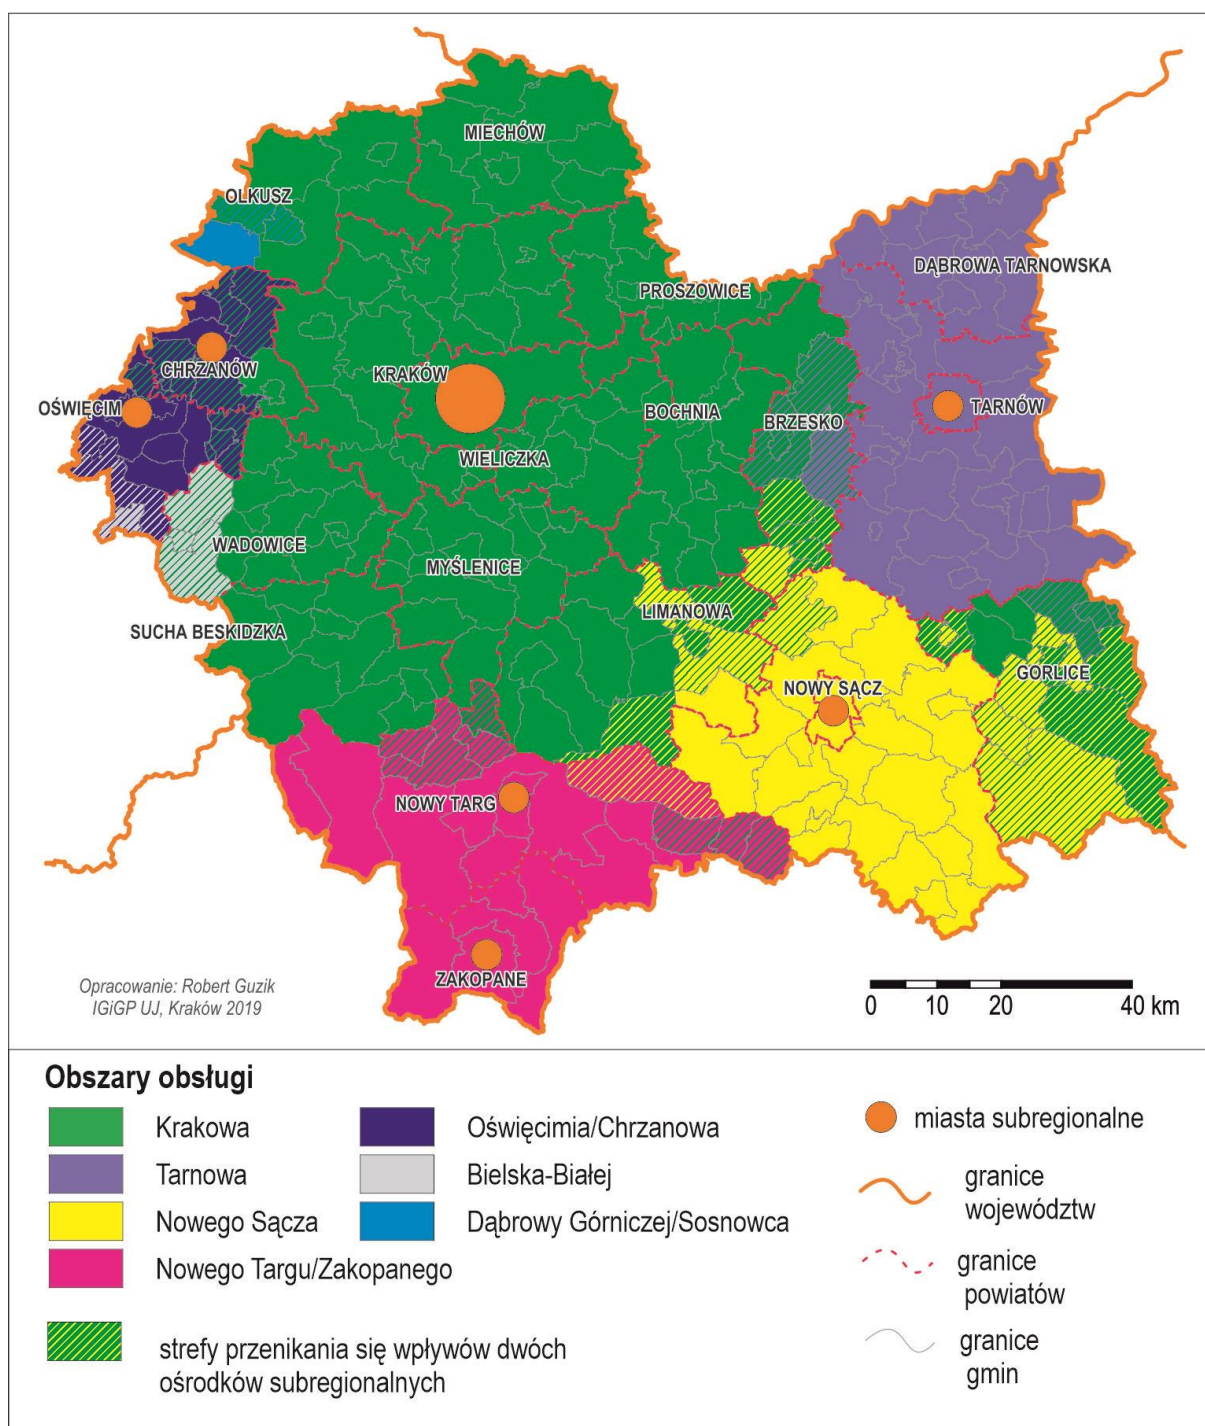 MIECHÓW
OLKUSZ
DĄBROWA TARNOWSKA
PROSZOWICE
CHRZANÓW
KRAKÓW
OŚWIĘCIM
BOCHNIA
TARNÓW
BRZESKO
WIELICZKA
WADOWICE
MYŚLENICE
LIMANOWA
SUCHA BESKIDZKA
GORLICE
NOWY SĄCZ
NOWY TARG
ZAKOPANE
Opracowanie: Robert Guzik
IGiGP UJ, Kraków 2019
0 10 20 40 km
Obszary obsługi
Krakowa
Tarnowa
Nowego Sącza
Nowego Targu/Zakopanego
strefy przenikania się wpływów dwóch
ośrodków subregionalnych
Oświęcimia/Chrzanowa
Bielska-Białej
Dąbrowy Górniczej/Sosnowca
miasta subregionalne
granice
województw
granice
powiatów
granice
gmin